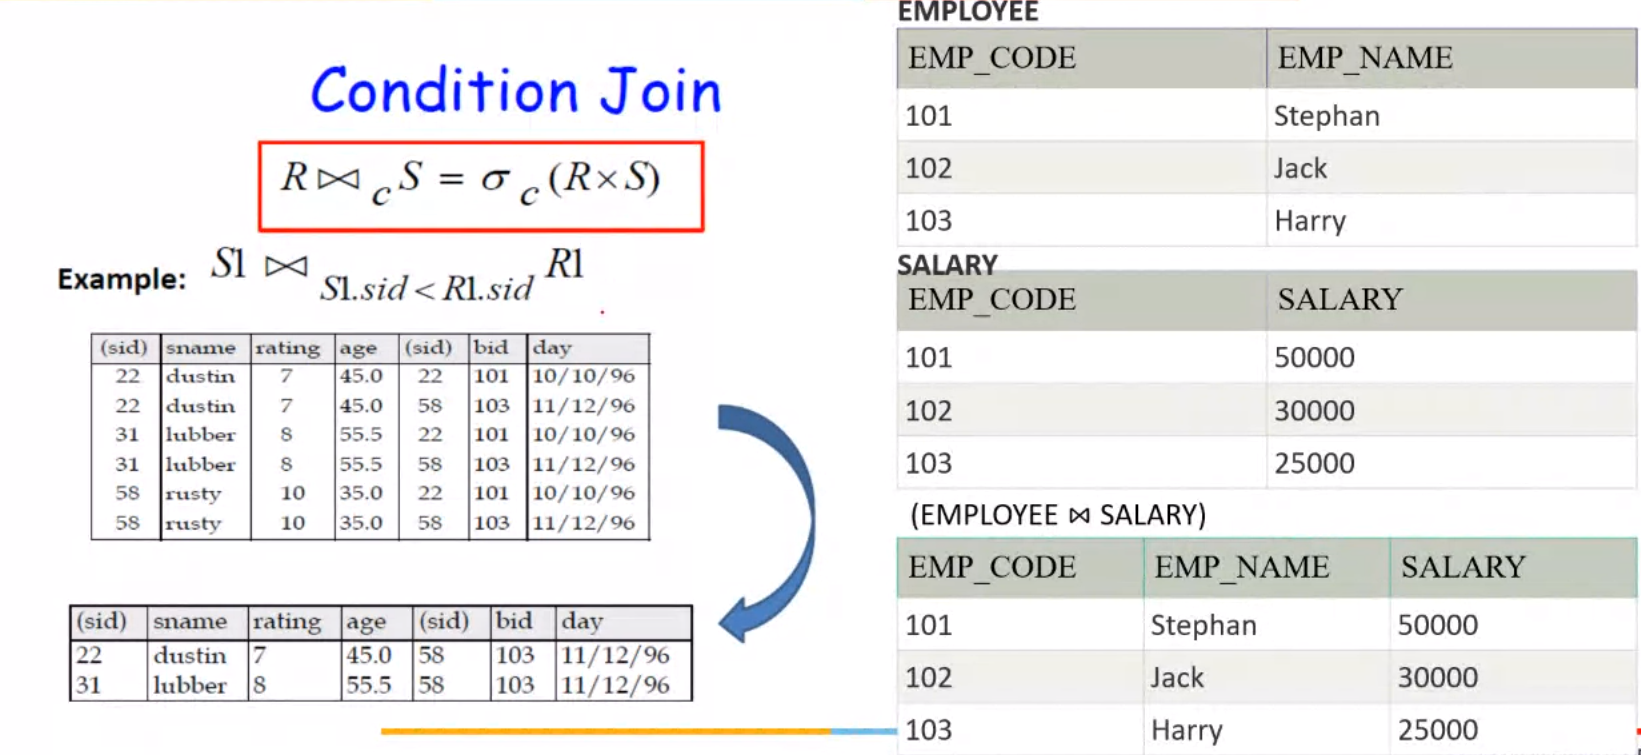 Condition Join
R ⋈ c S = σ c (R × S)
Example: S1 ⋈ S1.sid < R1.sid R1
(sid) sname rating age (sid) bid day
22 dustin 7 45.0 22 101 10/10/96
22 dustin 7 45.0 58 103 11/12/96
31 lubber 8 55.5 22 101 10/10/96
31 lubber 8 55.5 58 103 11/12/96
58 rusty 10 35.0 22 101 10/10/96
58 rusty 10 35.0 58 103 11/12/96
(sid) sname rating age (sid) bid day
22 dustin 7 45.0 58 103 11/12/96
31 lubber 8 55.5 58 103 11/12/96
EMPLOYEE
EMP_CODE EMP_NAME
101 Stephan
102 Jack
103 Harry
SALARY
EMP_CODE SALARY
101 50000
102 30000
103 25000
(EMPLOYEE ⋈ SALARY)
EMP_CODE EMP_NAME SALARY
101 Stephan 50000
102 Jack 30000
103 Harry 25000